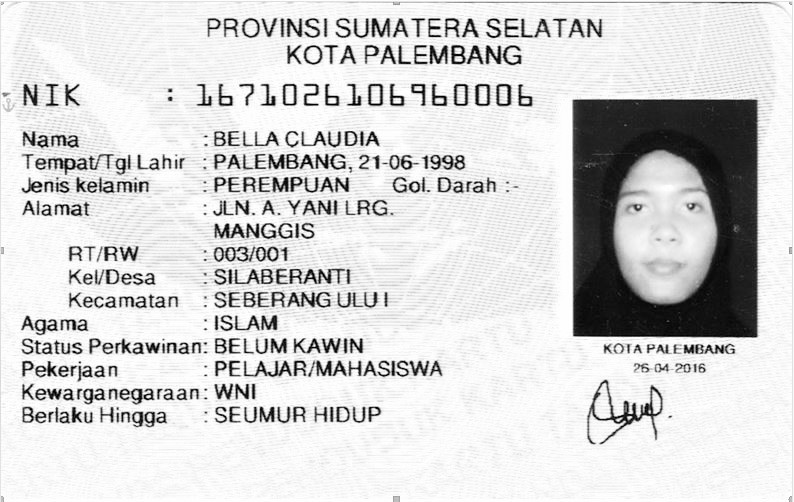 PROVINSI SUMATERA SELATAN
KOTA PALEMBANG
NIK : 1671026106960006
Nama : BELLA CLAUDIA
Tempat/Tgl Lahir : PALEMBANG, 21-06-1998
Jenis kelamin : PEREMPUAN Gol. Darah :-
Alamat : JLN. A. YANI LRG.
MANGGIS
RT/RW : 003/001
Kel/Desa : SILABERANTI
Kecamatan : SEBERANG ULU I
Agama : ISLAM
Status Perkawinan: BELUM KAWIN
Pekerjaan : PELAJAR/MAHASISWA
Kewarganegaraan: WNI
Berlaku Hingga : SEUMUR HIDUP
KOTA PALEMBANG
26-04-2016